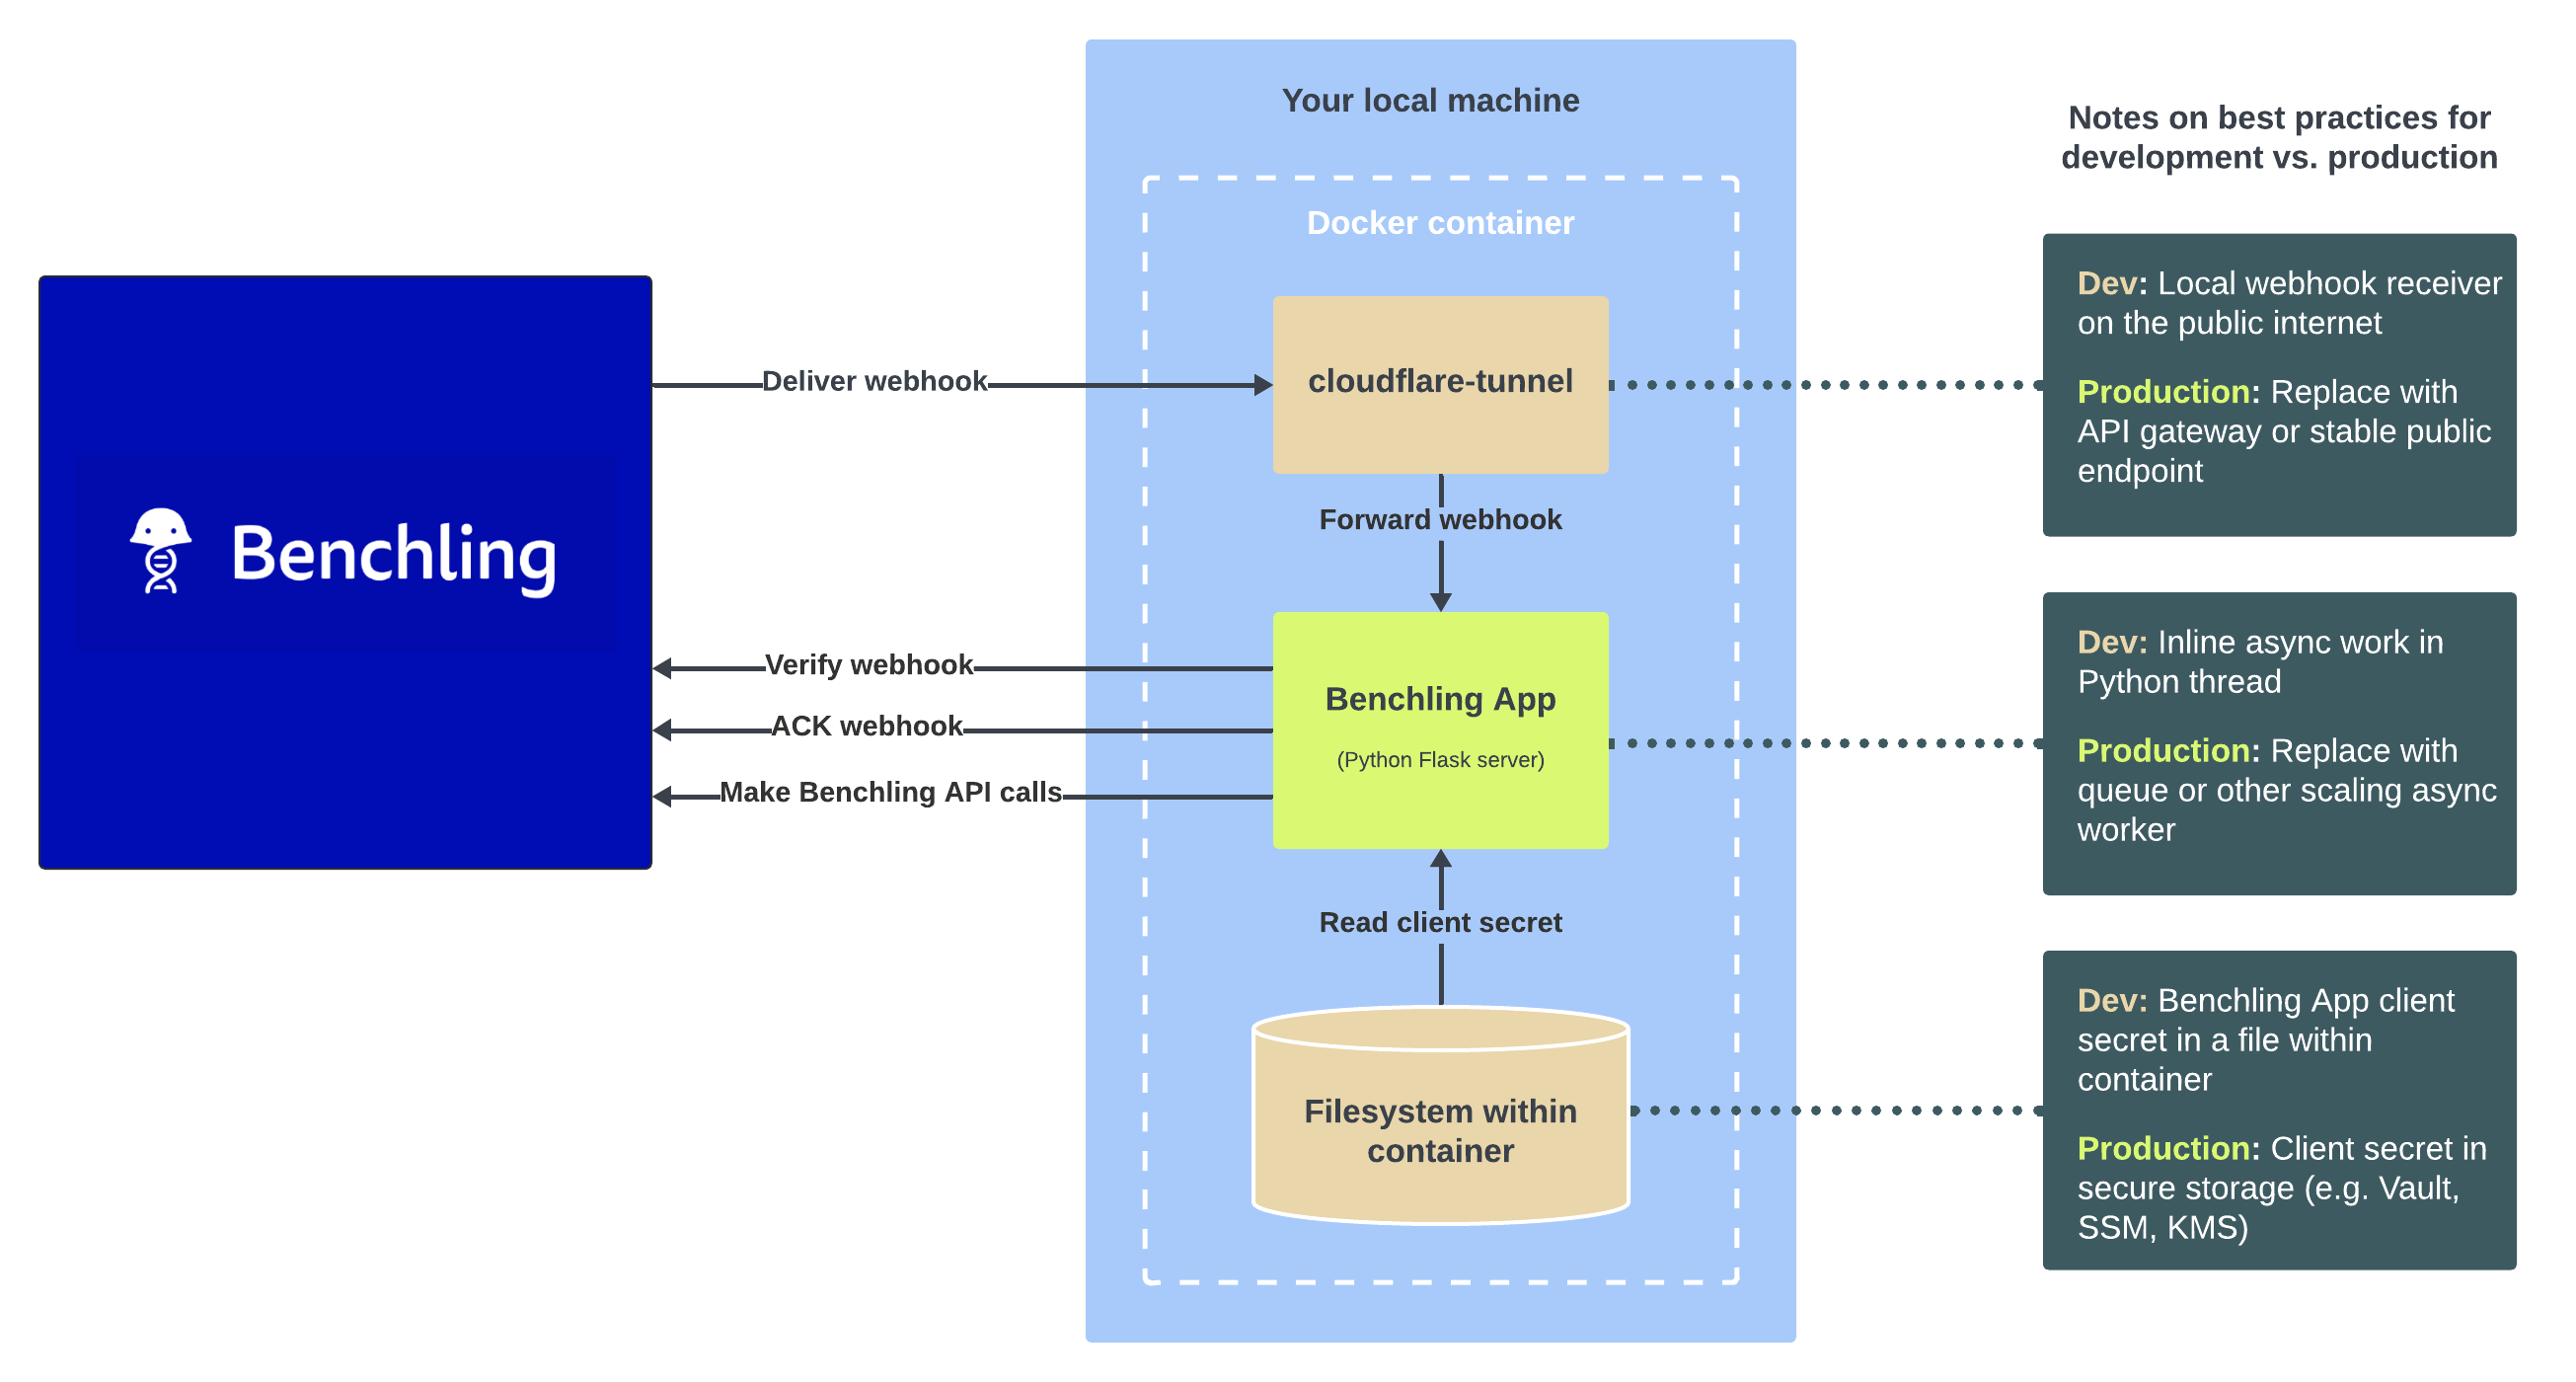 Your local machine
Docker container
cloudflare-tunnel
Deliver webhook
Forward webhook
Benchling
Verify webhook
ACK webhook
Make Benchling API calls
Benchling App
(Python Flask server)
Read client secret
Filesystem within
container
Notes on best practices for
development vs. production
Dev: Local webhook receiver
on the public internet
Production: Replace with
API gateway or stable public
endpoint
Dev: Inline async work in
Python thread
Production: Replace with
queue or other scaling async
worker
Dev: Benchling App client
secret in a file within
container
Production: Client secret in
secure storage (e.g. Vault,
SSM, KMS)